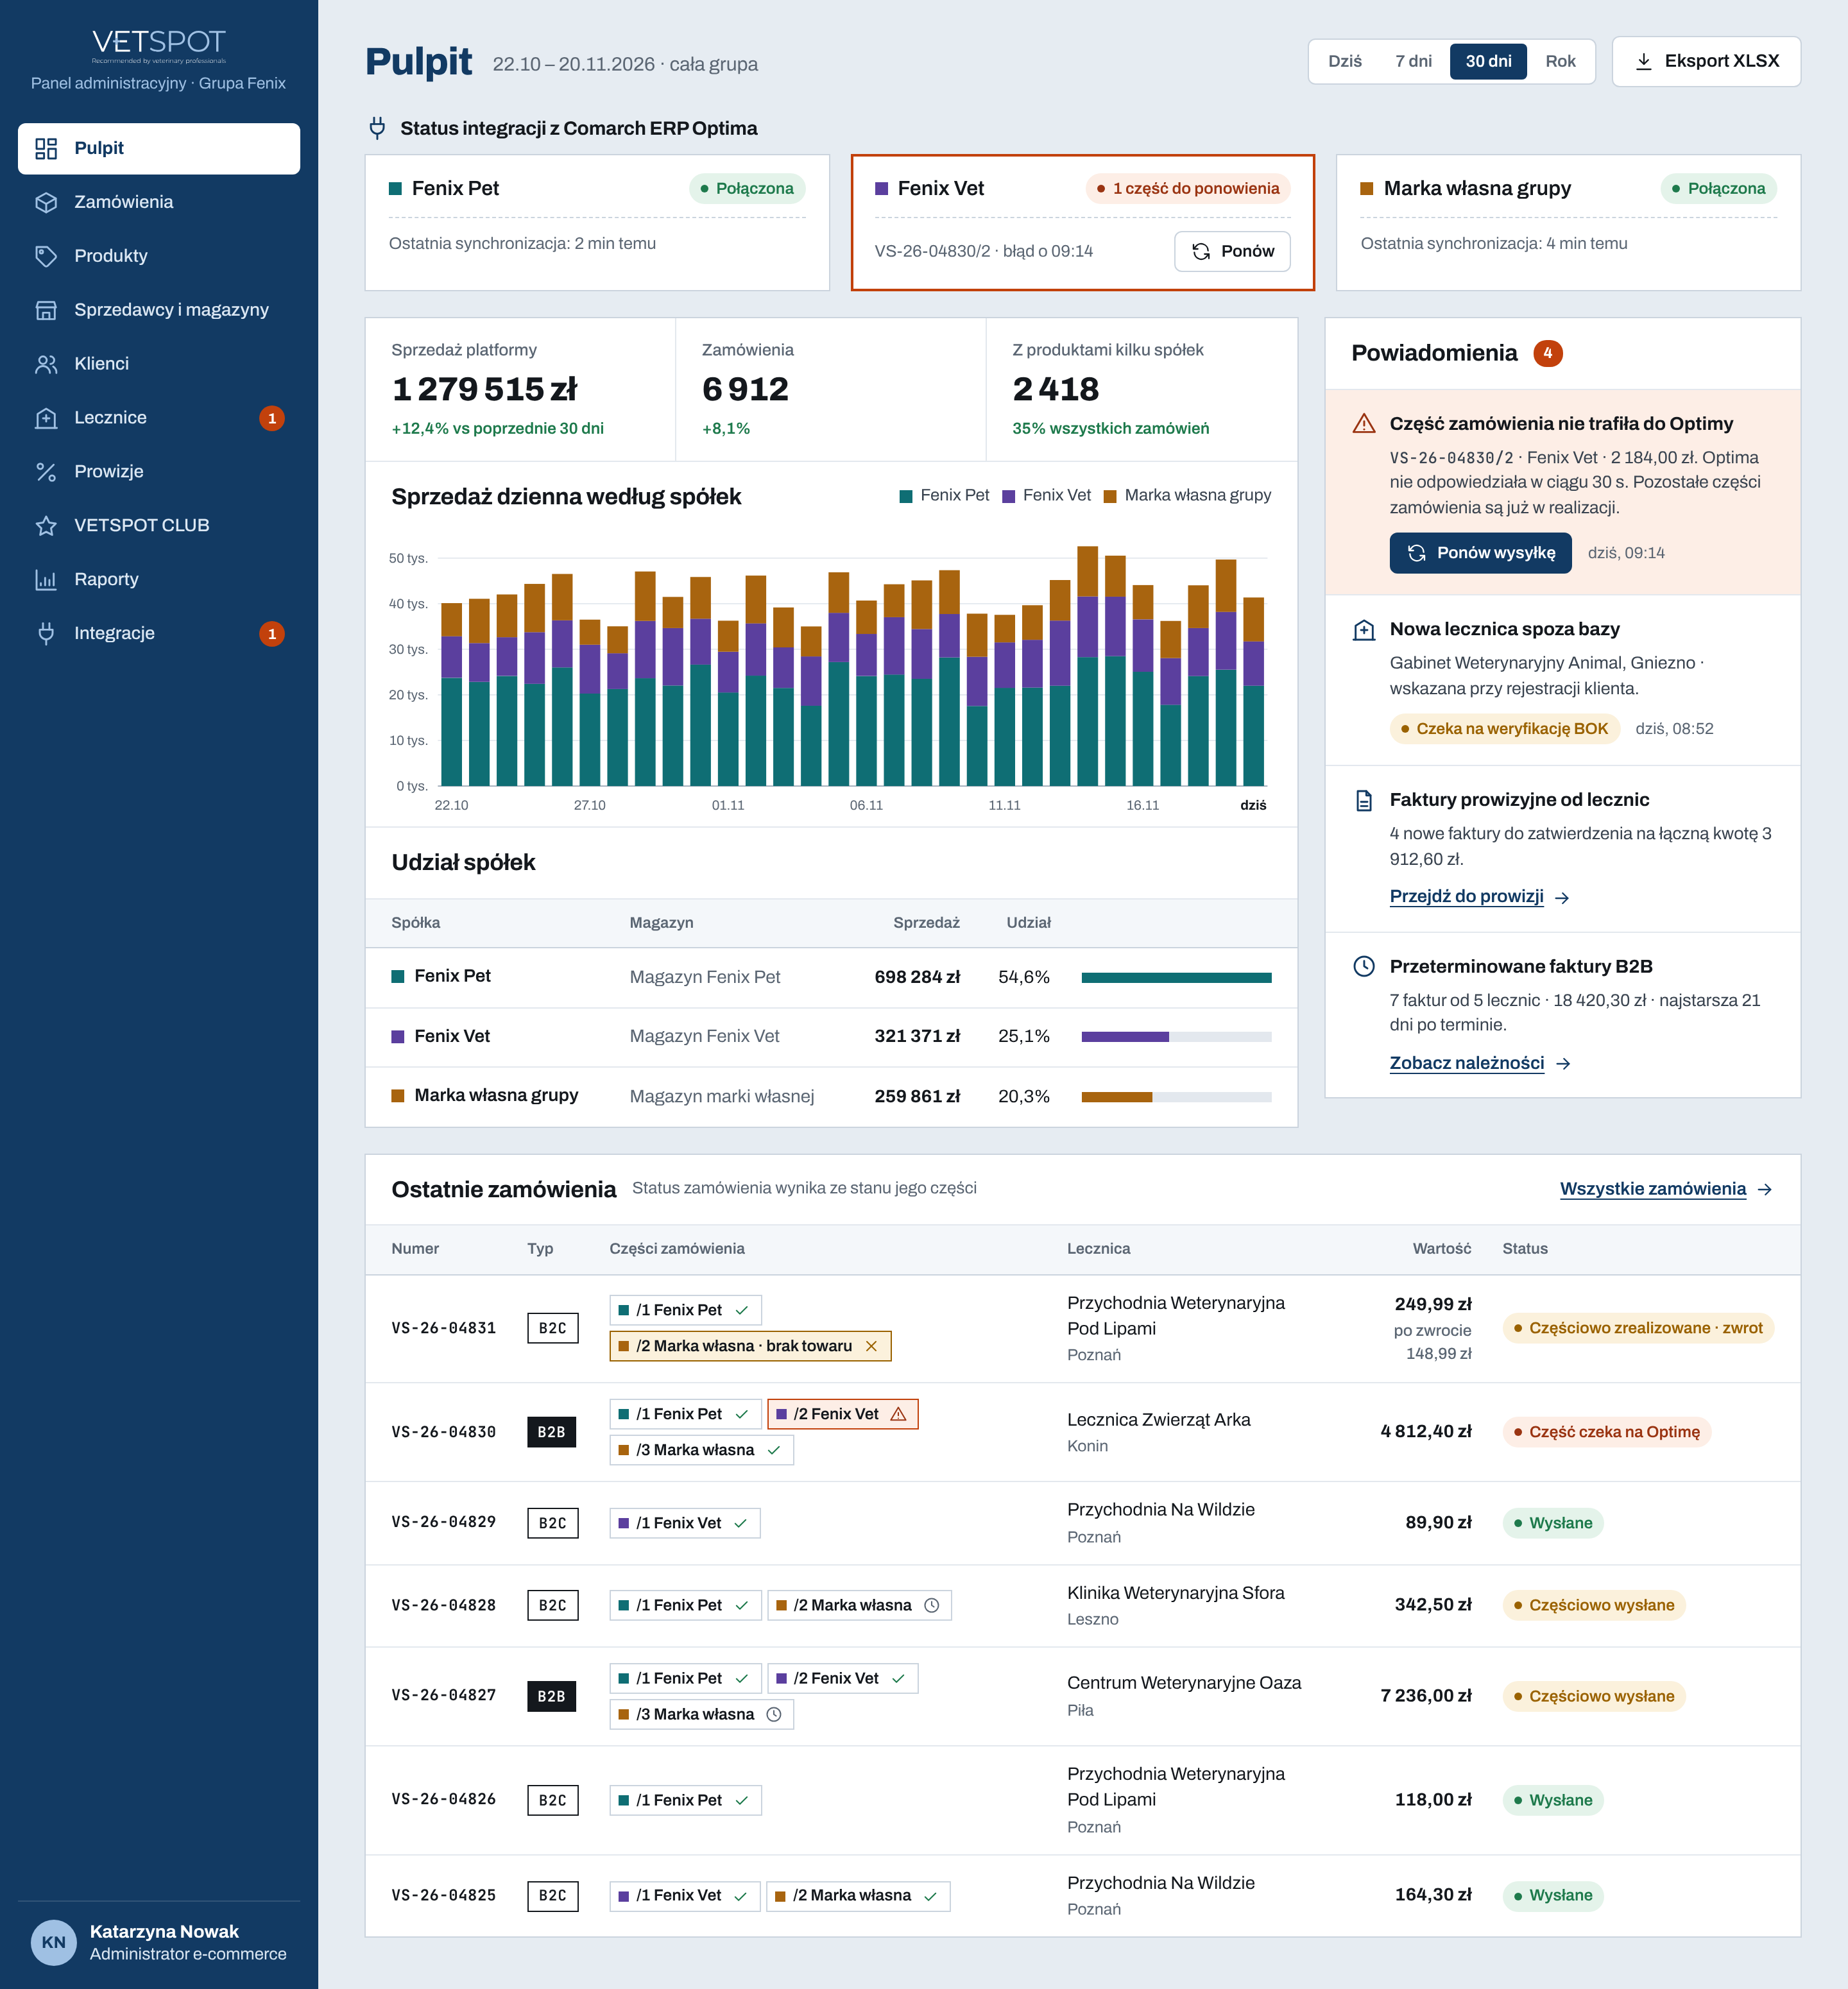 VETSPOT
Recommended by veterinary professionals
Panel administracyjny · Grupa Fenix
Pulpit
Zamówienia
Produkty
Sprzedawcy i magazyny
Klienci
Lecznice 1
Prowizje
VETSPOT CLUB
Raporty
Integracje 1
KN
Katarzyna Nowak
Administrator e-commerce
Pulpit 22.10 – 20.11.2026 · cała grupa
Dziś 7 dni 30 dni Rok
Eksport XLSX
Status integracji z Comarch ERP Optima
Fenix Pet Połączona
Ostatnia synchronizacja: 2 min temu
Fenix Vet 1 część do ponowienia
VS-26-04830/2 · błąd o 09:14 Ponów
Marka własna grupy Połączona
Ostatnia synchronizacja: 4 min temu
Sprzedaż platformy
1 279 515 zł
+12,4% vs poprzednie 30 dni
Zamówienia
6 912
+8,1%
Z produktami kilku spółek
2 418
35% wszystkich zamówień
Sprzedaż dzienna według spółek
Fenix Pet Fenix Vet Marka własna grupy
50 tys.
40 tys.
30 tys.
20 tys.
10 tys.
0 tys.
22.10 27.10 01.11 06.11 11.11 16.11 dziś
Udział spółek
Spółka Magazyn Sprzedaż Udział
Fenix Pet Magazyn Fenix Pet 698 284 zł 54,6%
Fenix Vet Magazyn Fenix Vet 321 371 zł 25,1%
Marka własna grupy Magazyn marki własnej 259 861 zł 20,3%
Powiadomienia 4
Część zamówienia nie trafiła do Optimy
VS-26-04830/2 · Fenix Vet · 2 184,00 zł. Optima
nie odpowiedziała w ciągu 30 s. Pozostałe części
zamówienia są już w realizacji.
Ponów wysyłkę dziś, 09:14
Nowa lecznica spoza bazy
Gabinet Weterynaryjny Animal, Gniezno ·
wskazana przy rejestracji klienta.
Czeka na weryfikację BOK dziś, 08:52
Faktury prowizyjne od lecznic
4 nowe faktury do zatwierdzenia na łączną kwotę 3
912,60 zł.
Przejdź do prowizji
Przeterminowane faktury B2B
7 faktur od 5 lecznic · 18 420,30 zł · najstarsza 21
dni po terminie.
Zobacz należności
Ostatnie zamówienia Status zamówienia wynika ze stanu jego części
Wszystkie zamówienia
Numer Typ Części zamówienia Lecznica Wartość Status
VS-26-04831 B2C
/1 Fenix Pet
/2 Marka własna · brak towaru
Przychodnia Weterynaryjna
Pod Lipami
Poznań
249,99 zł
po zwrocie
148,99 zł
Częściowo zrealizowane · zwrot
VS-26-04830 B2B
/1 Fenix Pet /2 Fenix Vet
/3 Marka własna
Lecznica Zwierząt Arka
Konin
4 812,40 zł
Część czeka na Optimę
VS-26-04829 B2C
/1 Fenix Vet
Przychodnia Na Wildzie
Poznań
89,90 zł
Wysłane
VS-26-04828 B2C
/1 Fenix Pet /2 Marka własna
Klinika Weterynaryjna Sfora
Leszno
342,50 zł
Częściowo wysłane
VS-26-04827 B2B
/1 Fenix Pet /2 Fenix Vet
/3 Marka własna
Centrum Weterynaryjne Oaza
Piła
7 236,00 zł
Częściowo wysłane
VS-26-04826 B2C
/1 Fenix Pet
Przychodnia Weterynaryjna
Pod Lipami
Poznań
118,00 zł
Wysłane
VS-26-04825 B2C
/1 Fenix Vet /2 Marka własna
Przychodnia Na Wildzie
Poznań
164,30 zł
Wysłane